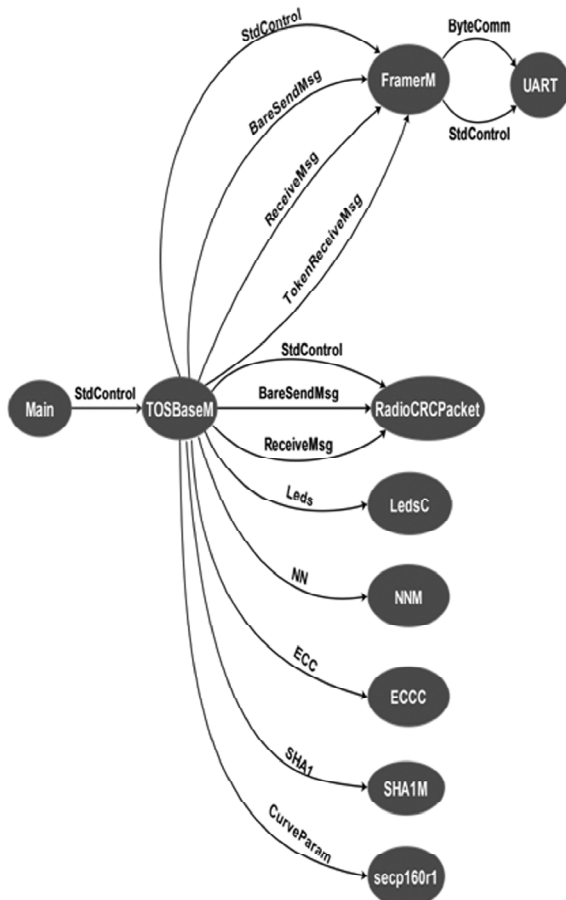 StdControl
ByteComm
FramerM
UART
BareSendMsg
StdControl
ReceiveMsg
TokenReceiveMsg
StdControl
StdControl
Main
TOSBaseM
BareSendMsg
RadioCRCPacket
ReceiveMsg
Leds
LedsC
NN
NNM
ECC
ECCC
SHA1
SHA1M
CurveParam
secp160r1